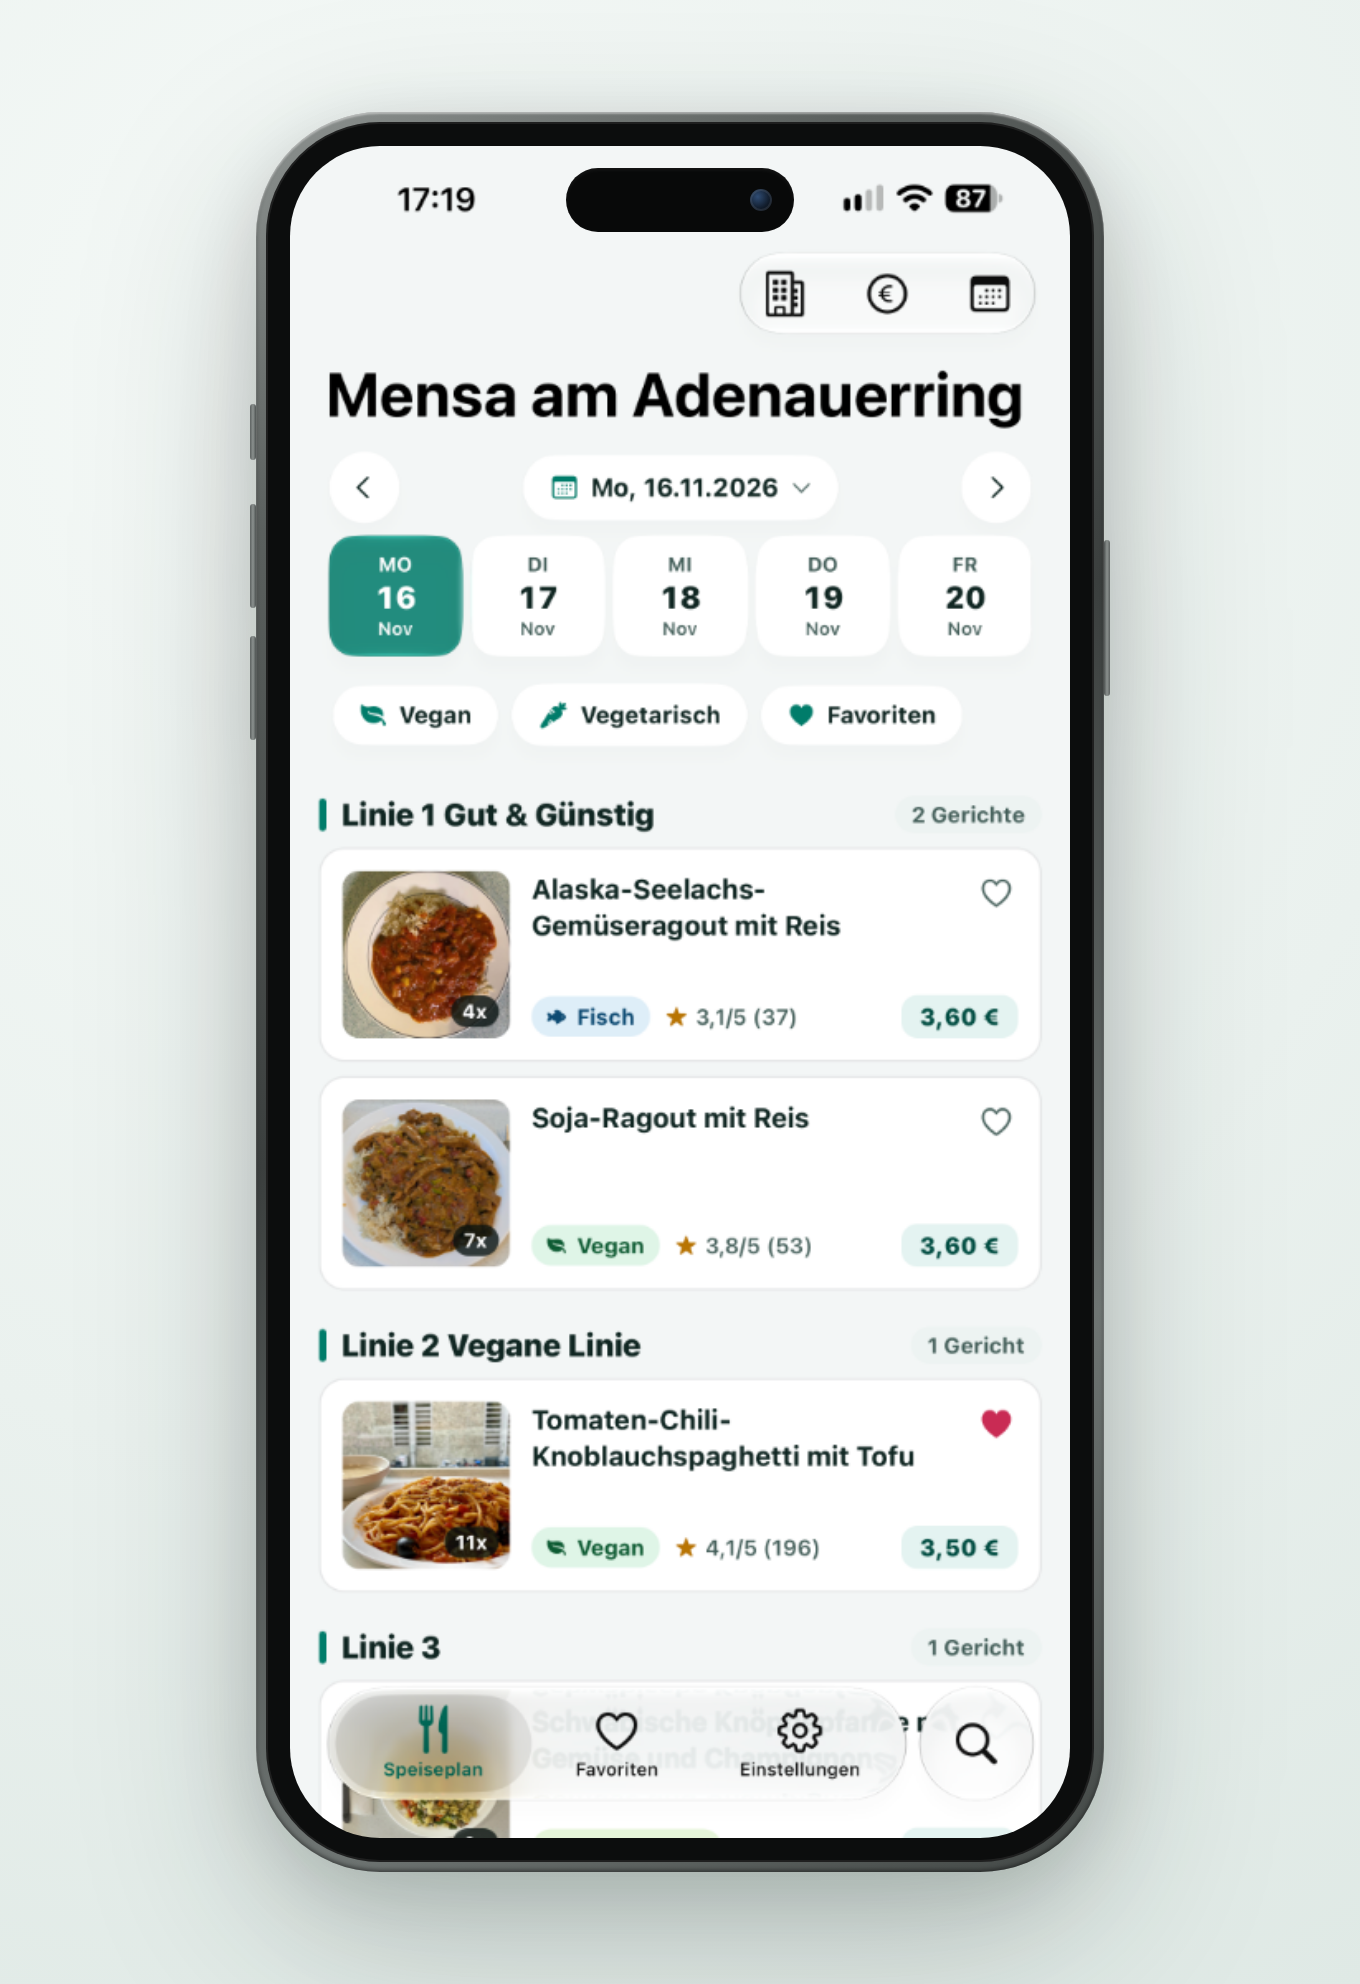 17:19
87
€
Mensa am Adenauerring
Mo, 16.11.2026
MO
16
Nov
DI
17
Nov
MI
18
Nov
DO
19
Nov
FR
20
Nov
Vegan
Vegetarisch
Favoriten
Linie 1 Gut & Günstig
2 Gerichte
Alaska-Seelachs-
Gemüseragout mit Reis
4x
Fisch
3,1/5 (37)
3,60 €
Soja-Ragout mit Reis
7x
Vegan
3,8/5 (53)
3,60 €
Linie 2 Vegane Linie
1 Gericht
Tomaten-Chili-
Knoblauchspaghetti mit Tofu
11x
Vegan
4,1/5 (196)
3,50 €
Linie 3
1 Gericht
Schwäbische
Gemüse und Champignons
Speiseplan
Favoriten
Einstellungen